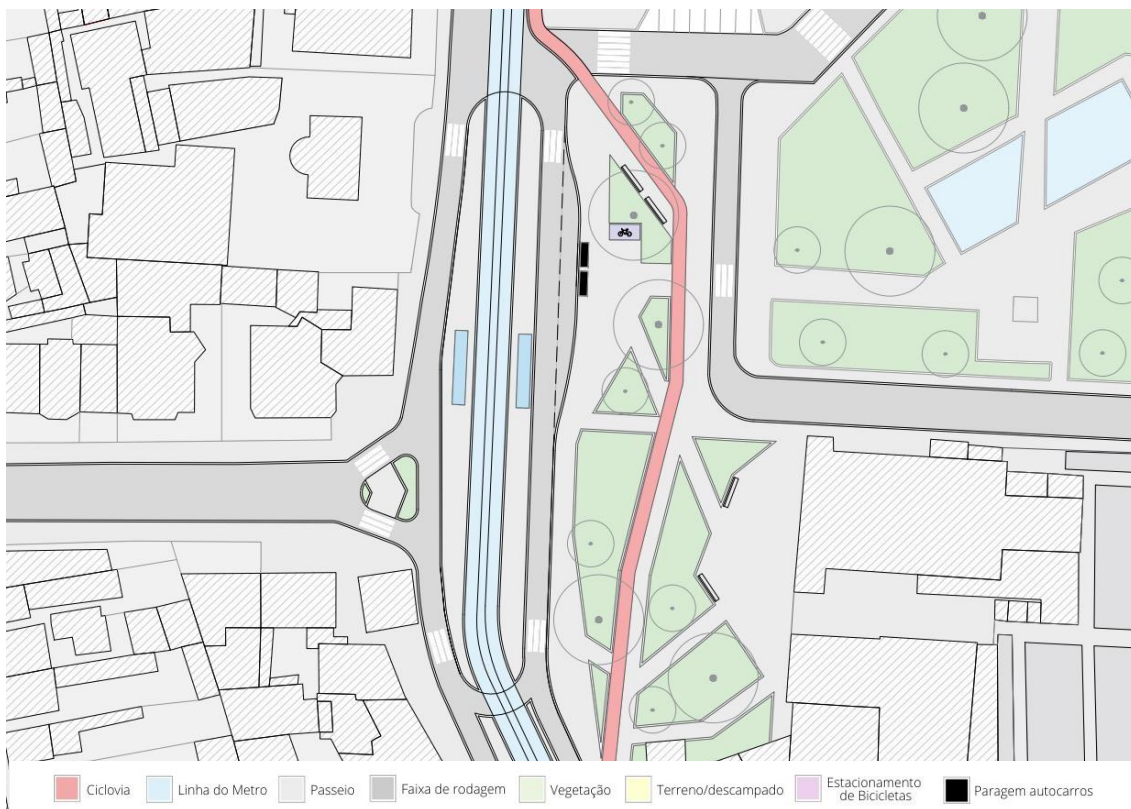 Ciclovia
Linha do Metro
Passeio
Faixa de rodagem
Vegetação
Terreno/descampado
Estacionamento
de Bicicletas
Paragem autocarros